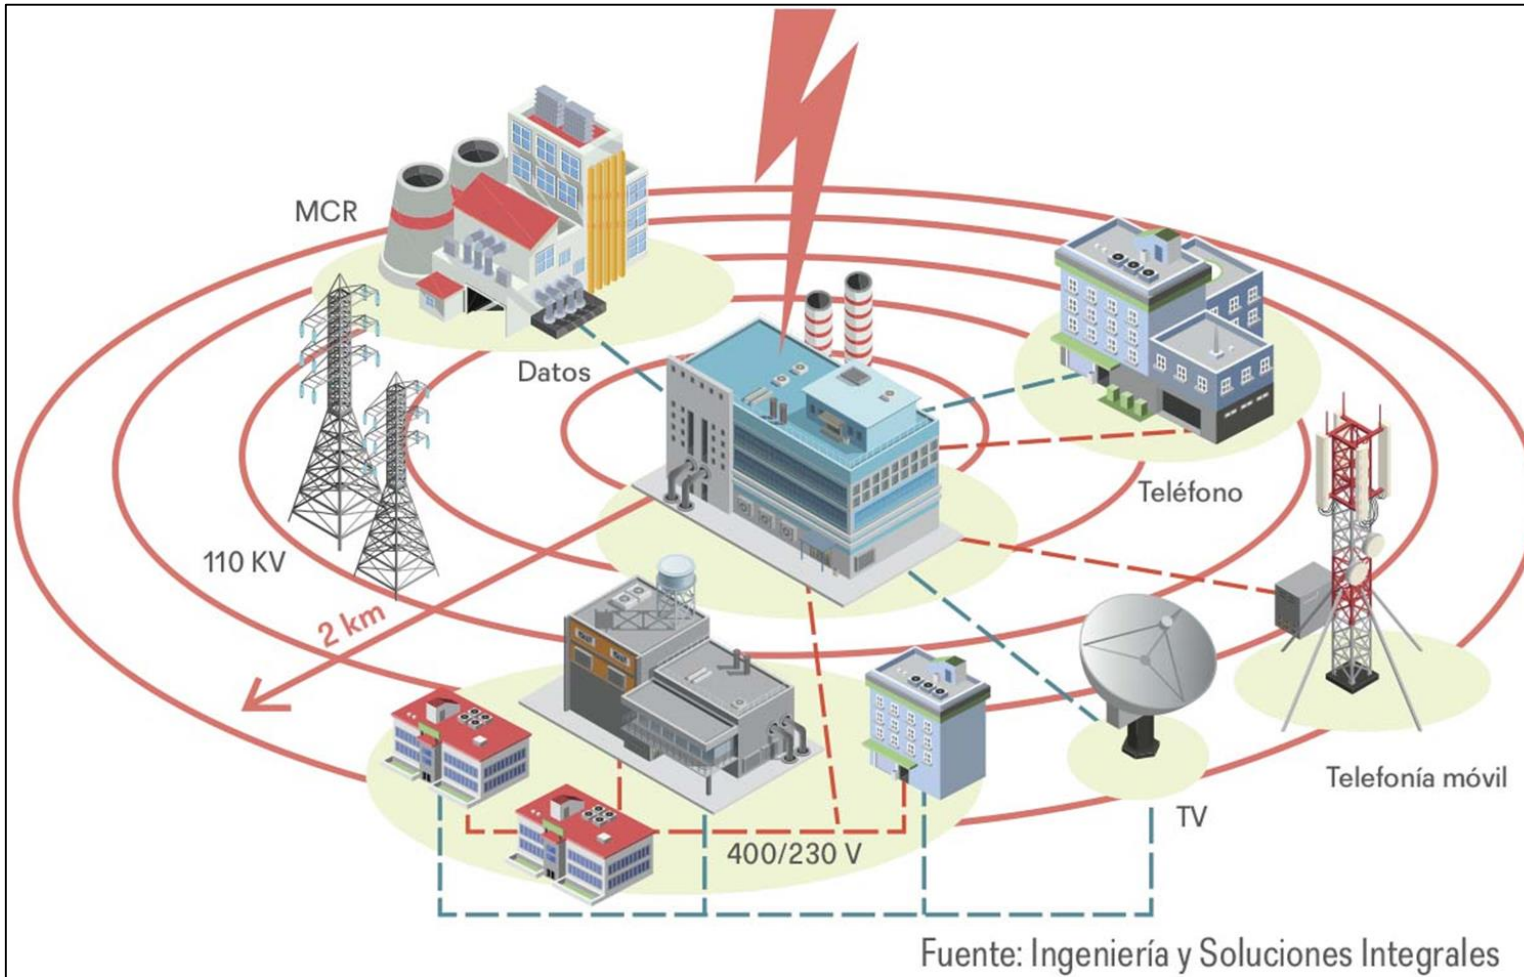 MCR
Datos
Teléfono
110 KV
2 km
Telefonía móvil
TV
400/230 V
Fuente: Ingeniería y Soluciones Integrales